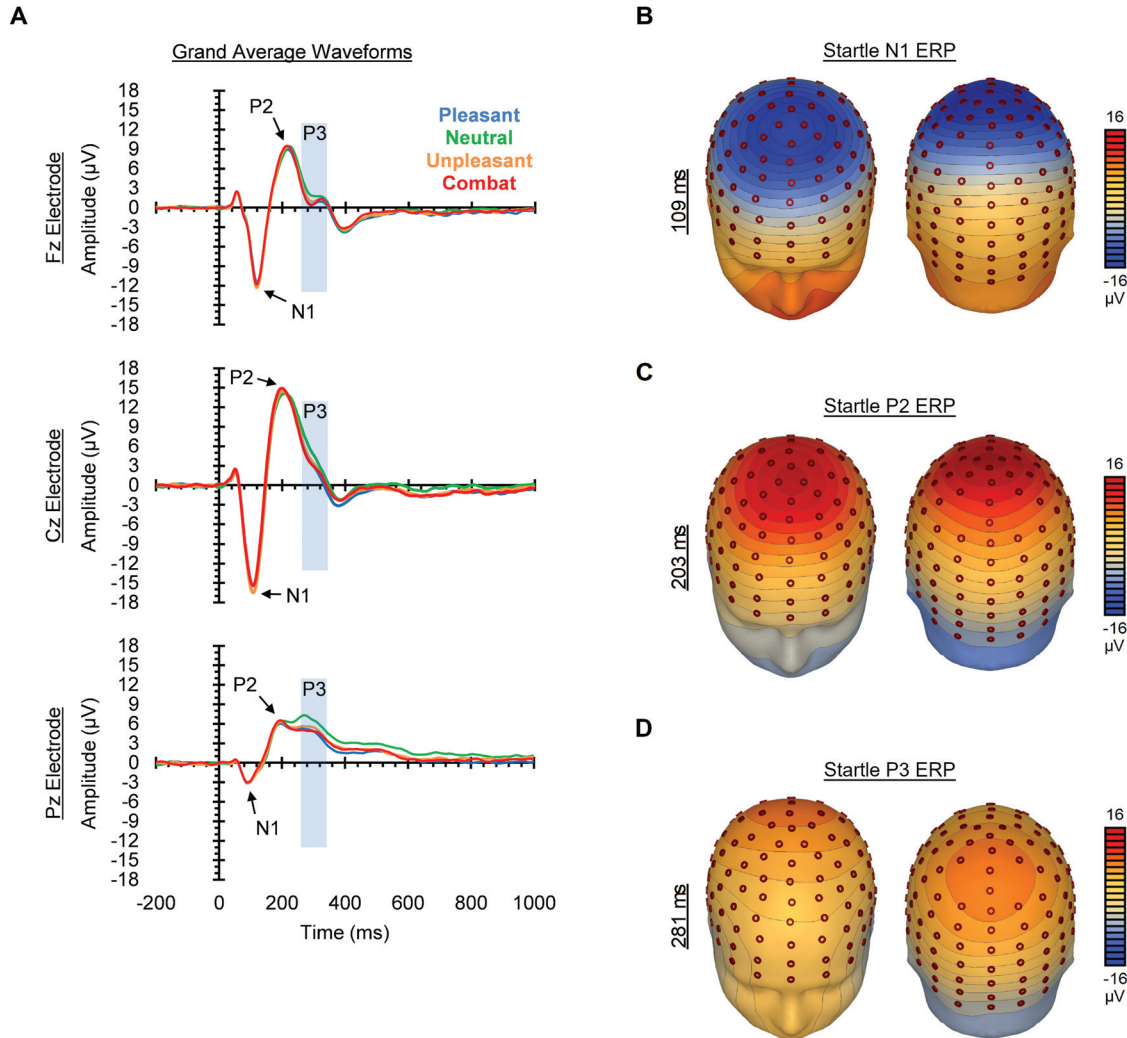 A
Grand Average Waveforms
Pleasant
Neutral
Unpleasant
Combat
Fz Electrode
Amplitude (µV)
18
15
12
9
6
3
0
-3
-6
-9
-12
-15
-18
P2
P3
N1
Cz Electrode
Amplitude (µV)
18
15
12
9
6
3
0
-3
-6
-9
-12
-15
-18
P2
P3
N1
Pz Electrode
Amplitude (µV)
18
15
12
9
6
3
0
-3
-6
-9
-12
-15
-18
P2
P3
N1
-200 0 200 400 600 800 1000
Time (ms)
B
Startle N1 ERP
109 ms
16
-16
µV
C
Startle P2 ERP
203 ms
16
-16
µV
D
Startle P3 ERP
281 ms
16
-16
µV